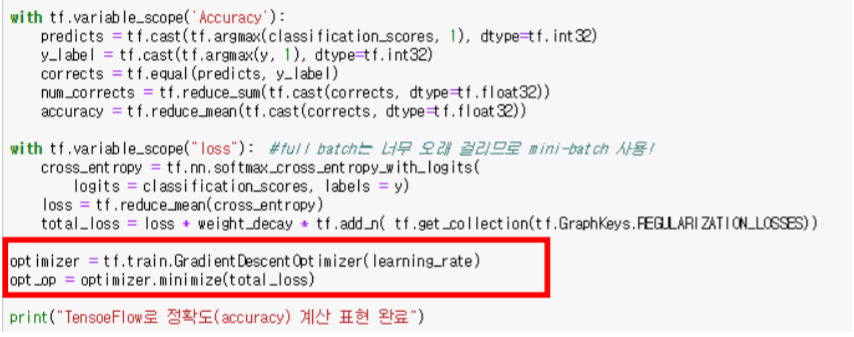 with tf.variable_scope('Accuracy'):
    predicts = tf.cast(tf.argmax(classification_scores, 1), dtype=tf.int32)
    y_label = tf.cast(tf.argmax(y, 1), dtype=tf.int32)
    corrects = tf.equal(predicts, y_label)
    num_corrects = tf.reduce_sum(tf.cast(corrects, dtype=tf.float32))
    accuracy = tf.reduce_mean(tf.cast(corrects, dtype=tf.float32))
with tf.variable_scope("loss"): #full batch는 너무 오래 걸리므로 mini-batch 사용!
    cross_entropy = tf.nn.softmax_cross_entropy_with_logits(
        logits = classification_scores, labels = y)
    loss = tf.reduce_mean(cross_entropy)
    total_loss = loss + weight_decay * tf.add_n( tf.get_collection(tf.GraphKeys.REGULARIZATION_LOSSES))
optimizer = tf.train.GradientDescentOptimizer(learning_rate)
opt_op = optimizer.minimize(total_loss)
print("TensoeFlow로 정확도(accuracy) 계산 표현 완료")